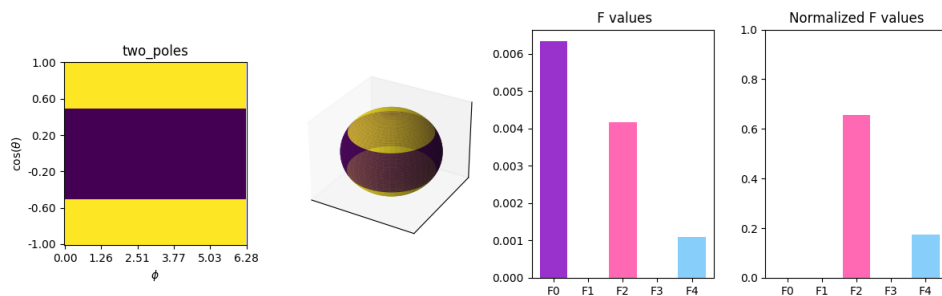 two_poles
1.00
0.60
0.20
-0.20
-0.60
-1.00
cos(θ)
0.00 1.26 2.51 3.77 5.03 6.28
ϕ
F values
0.006
0.005
0.004
0.003
0.002
0.001
0.000
F0 F1 F2 F3 F4
Normalized F values
1.0
0.8
0.6
0.4
0.2
0.0
F0 F1 F2 F3 F4